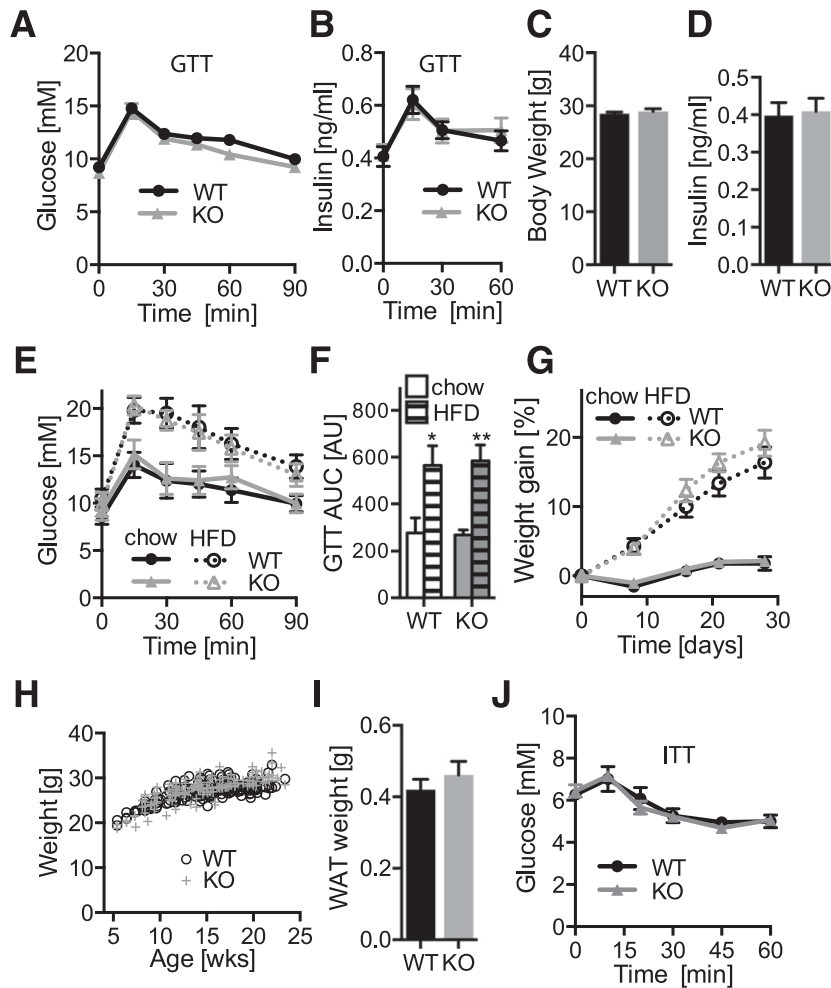 A
GTT
Glucose [mM]
20
15
10
5
0
WT
KO
0 30 60 90
Time [min]
B
GTT
Insulin [ng/ml]
0.8
0.6
0.4
0.2
0.0
WT
KO
0 30 60
Time [min]
C
Body Weight [g]
40
30
20
10
0
WT KO
D
Insulin [ng/ml]
0.5
0.4
0.3
0.2
0.1
0.0
WT KO
E
Glucose [mM]
20
15
10
5
0
chow HFD
WT
KO
0 30 60 90
Time [min]
F
chow
HFD
GTT AUC [AU]
800
600
400
200
0
* **
WT KO
G
chow HFD
WT
KO
Weight gain [%]
20
10
0
0 10 20 30
Time [days]
H
Weight [g]
40
30
20
10
0
WT
KO
5 10 15 20 25
Age [wks]
I
WAT weight [g]
0.6
0.4
0.2
0.0
WT KO
J
ITT
Glucose [mM]
10
8
6
4
2
0
WT
KO
0 15 30 45 60
Time [min]